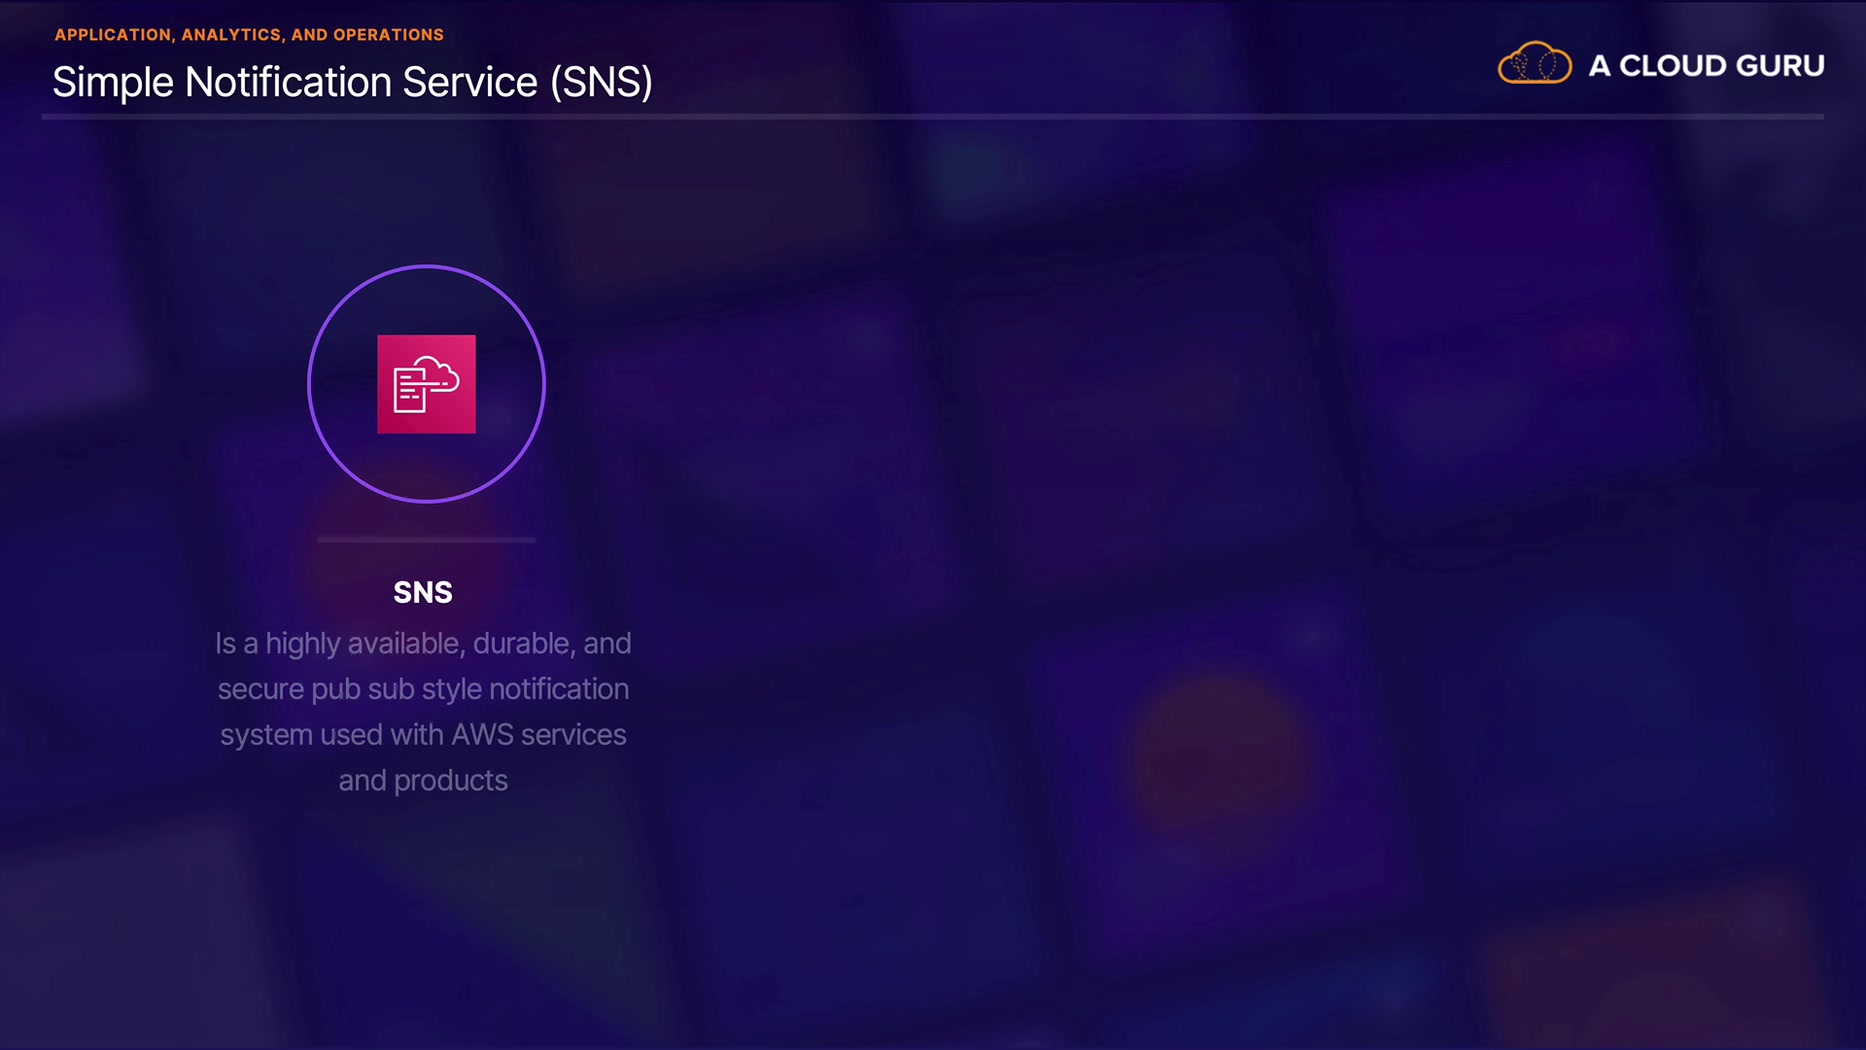 APPLICATION, ANALYTICS, AND OPERATIONS
Simple Notification Service (SNS)
A CLOUD GURU
SNS
Is a highly available, durable, and
secure pub sub style notification
system used with AWS services
and products